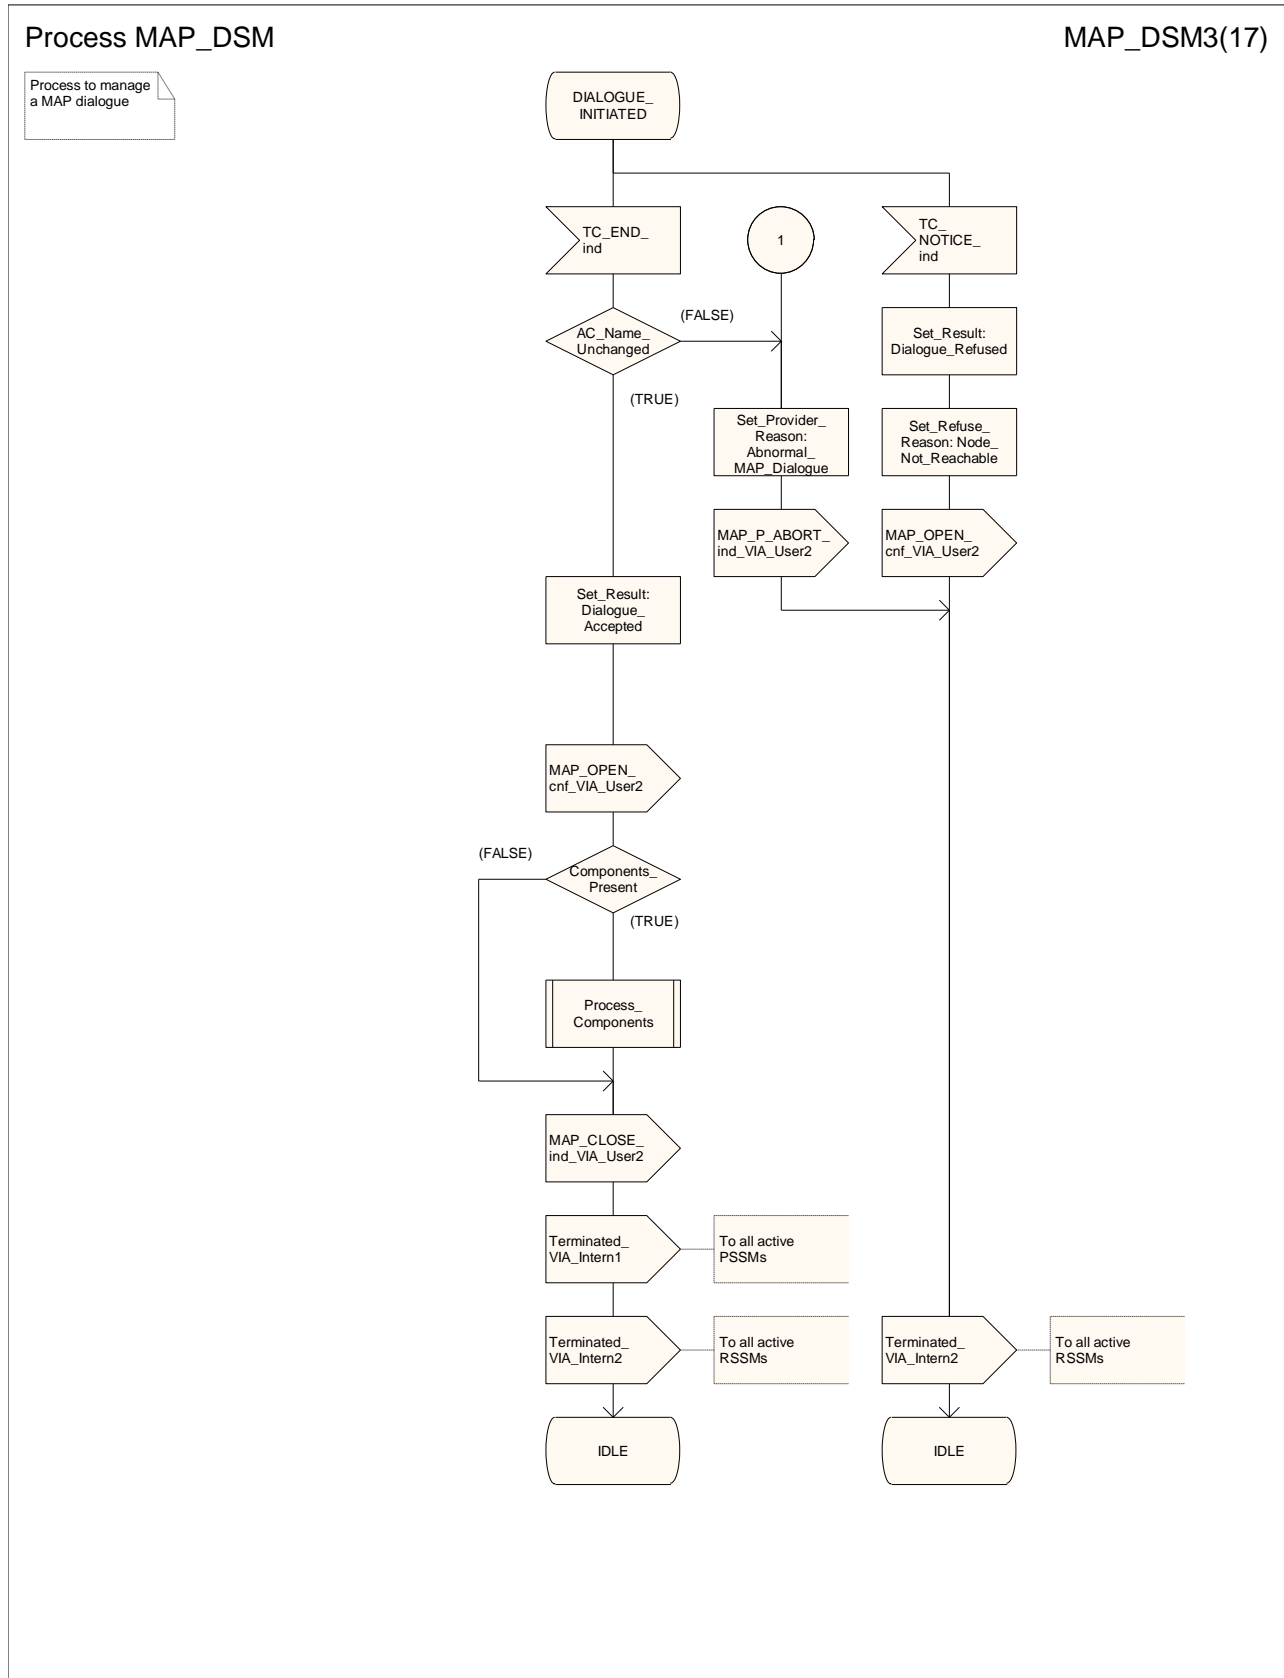 Process MAP_DSM
MAP_DSM3(17)
Process to manage
a MAP dialogue
DIALOGUE_
INITIATED
TC_END_
ind
1
TC_
NOTICE_
ind
AC_Name_
Unchanged
(FALSE)
(TRUE)
Set_Result:
Dialogue_Refused
Set_Provider_
Reason:
Abnormal_
MAP_Dialogue
Set_Refuse_
Reason: Node_
Not_Reachable
MAP_P_ABORT_
ind_VIA_User2
MAP_OPEN_
cnf_VIA_User2
Set_Result:
Dialogue_
Accepted
MAP_OPEN_
cnf_VIA_User2
(FALSE)
Components_
Present
(TRUE)
Process_
Components
MAP_CLOSE_
ind_VIA_User2
Terminated_
VIA_Intern1
To all active
PSSMs
Terminated_
VIA_Intern2
To all active
RSSMs
Terminated_
VIA_Intern2
To all active
RSSMs
IDLE
IDLE